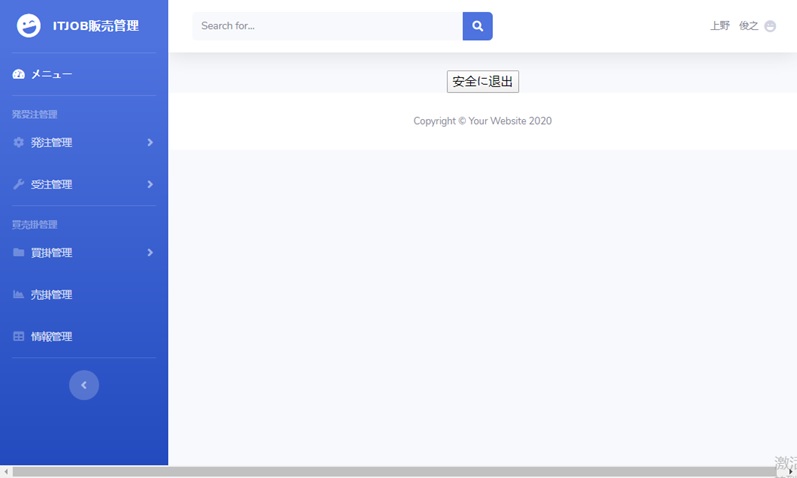 ITJOB販売管理
Search for...
上野 俊之
メニュー
発受注管理
発注管理
受注管理
買売掛管理
買掛管理
売掛管理
情報管理
安全に退出
Copyright © Your Website 2020
激活